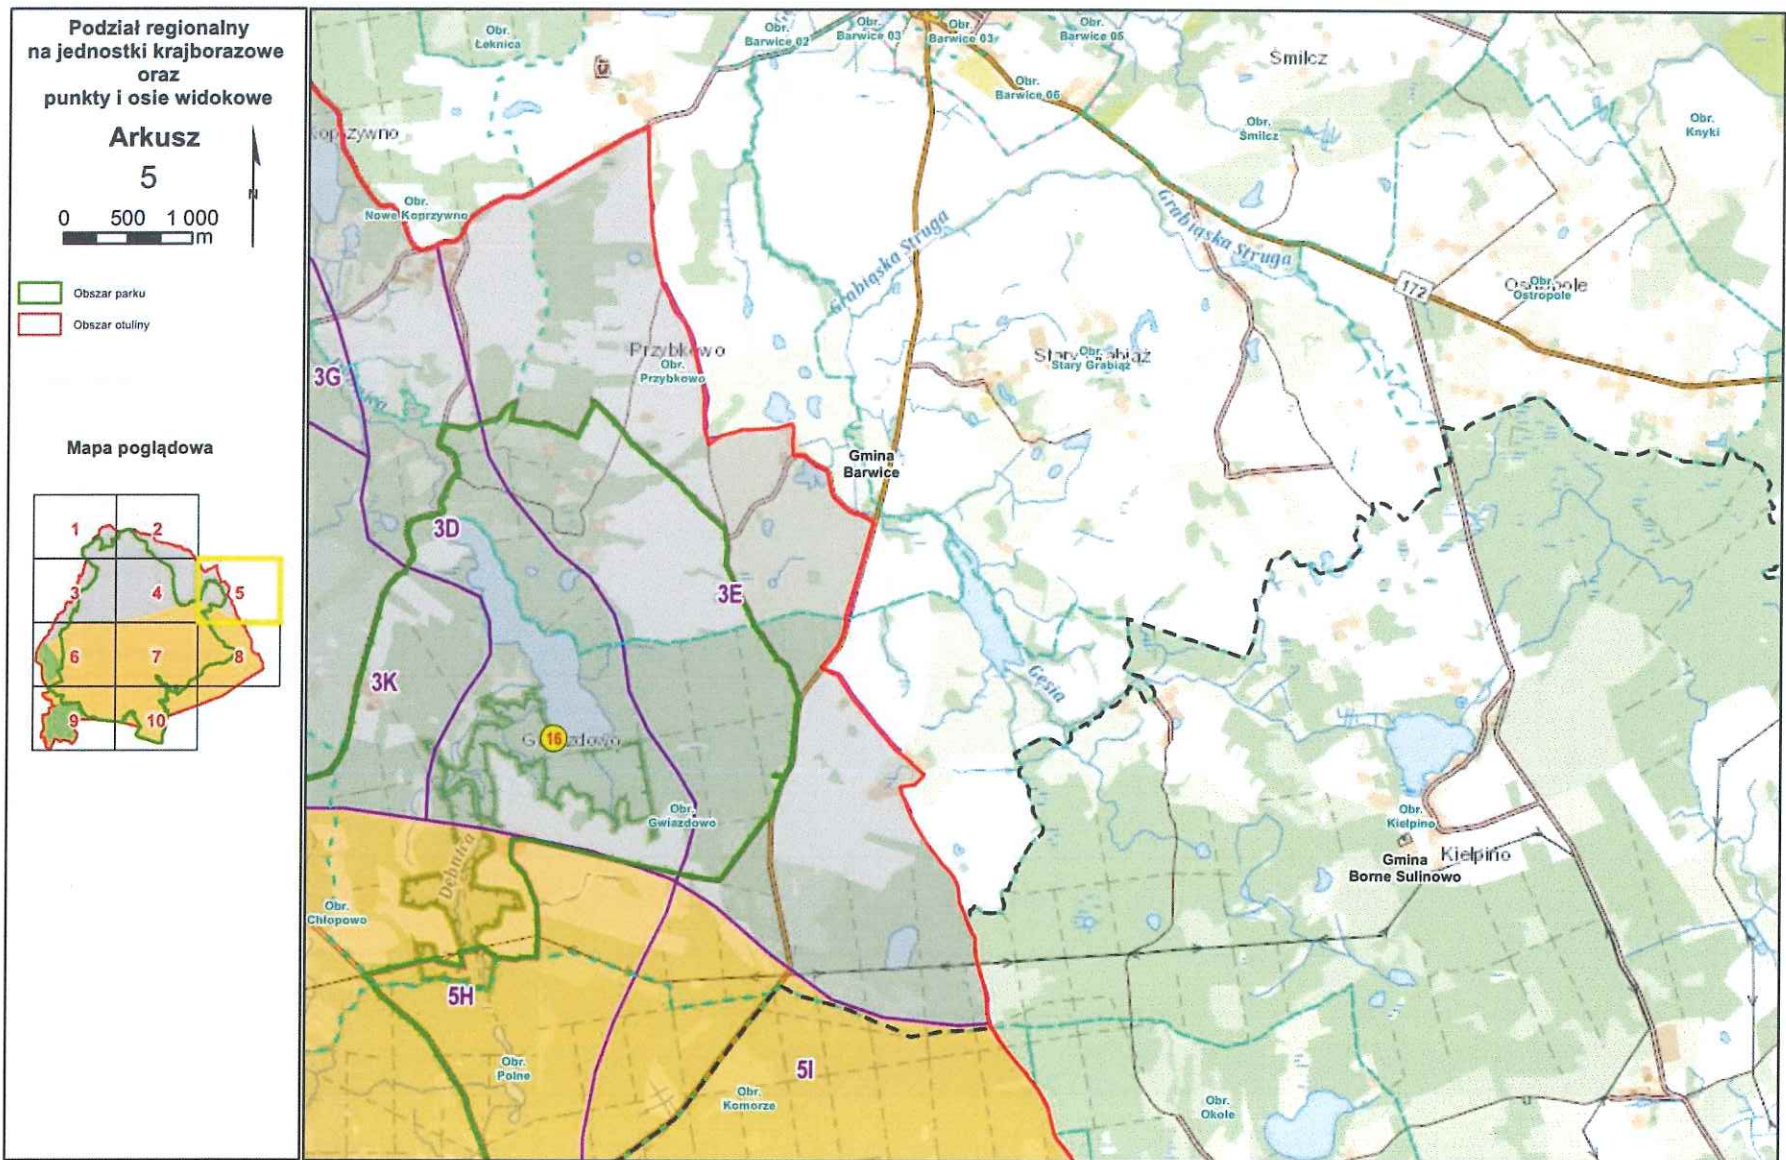 Podział regionalny
na jednostki krajborazowe
oraz
punkty i osie widokowe
Arkusz
5
N
0 500 1 000
m
Obszar parku
Obszar otuliny
Mapa poglądowa
1
2
3
4
5
6
7
8
9
10
Obr.
Łeknica
Obr.
Barwice 02
Obr.
Barwice 03
Obr.
Barwice 03
Obr.
Barwice 05
Obr.
Barwice 06
Śmilcz
Obr.
Smilcz
Obr.
Knyki
Obr.
Nowe Koprzywno
Grabiąska Struga
Grabiąska Struga
172
Obr.
Ostropole
3G
Przybkowo
Obr.
Przybkowo
Obr.
Stary Grabiąż
Gmina
Barwice
3D
3E
3K
Gęsia
16
Obr.
Gwiazdowo
Obr.
Kiełpino
Gmina
Borne Sulinowo
Kiełpino
Dębnica
Obr.
Chłopowo
5H
Obr.
Polne
5I
Obr.
Komorze
Obr.
Okole